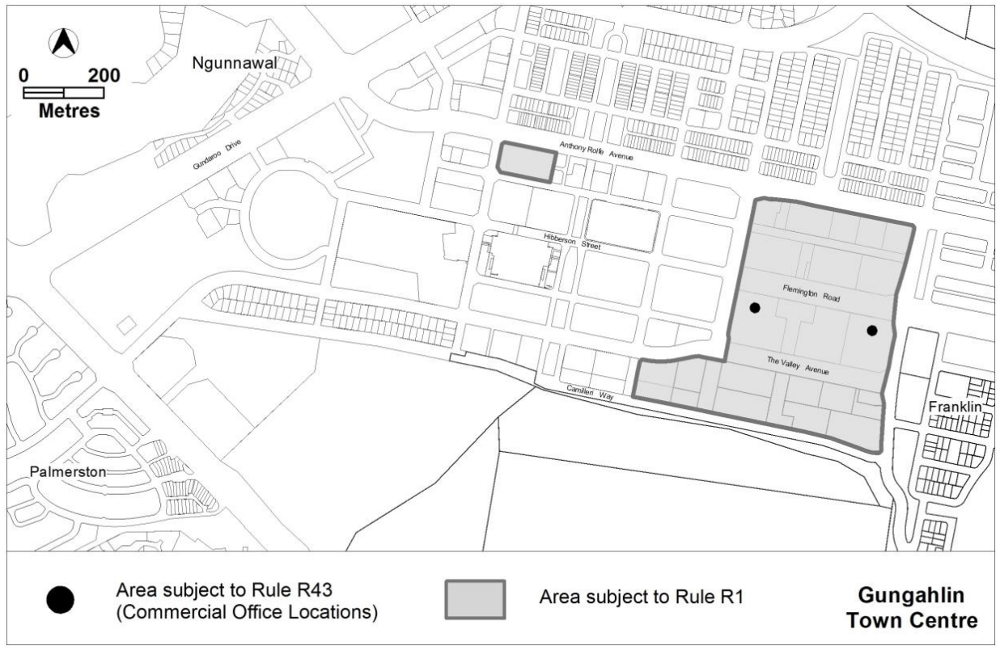 Ngunnawal
0 200
Metres
Gundaroo Drive
Anthony Rolfe Avenue
Hibberson Street
Flemington Road
The Valley Avenue
Camilleri Way
Franklin
Palmerston
Area subject to Rule R43
(Commercial Office Locations)
Area subject to Rule R1
Gungahlin
Town Centre